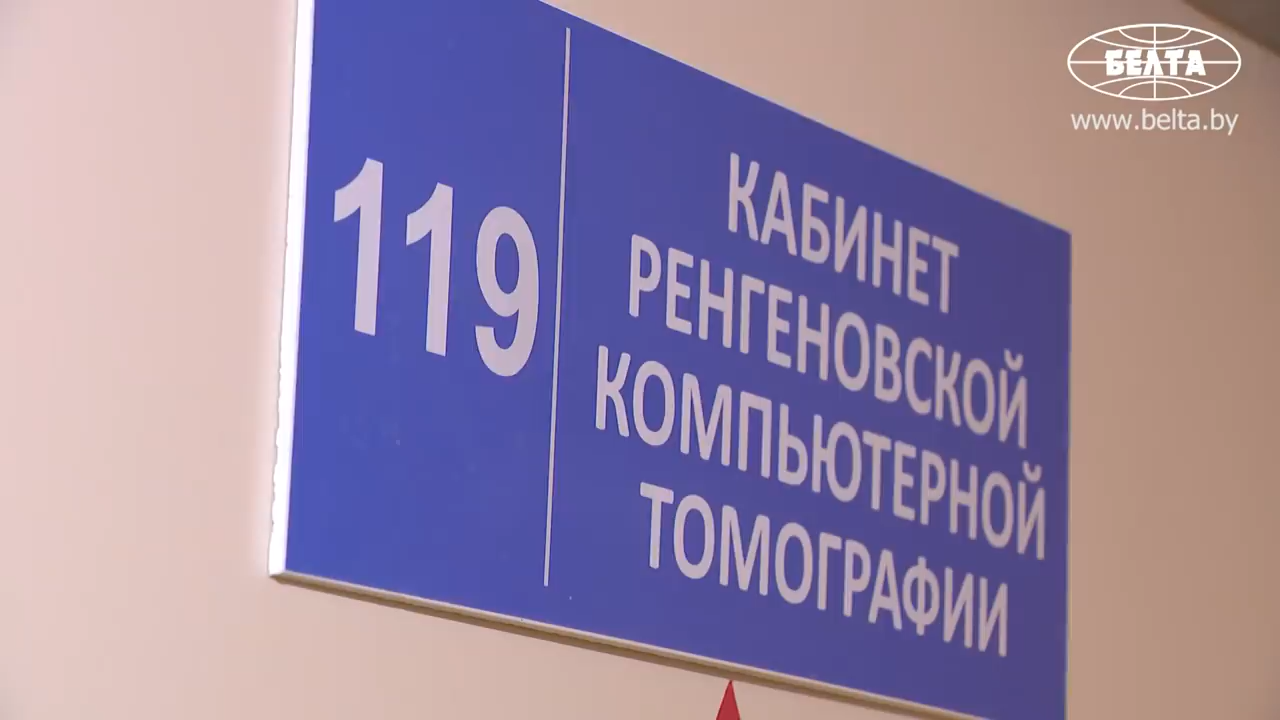 БЕЛТА
www.belta.by
119
КАБИНЕТ
РЕНГЕНОВСКОЙ
КОМПЬЮТЕРНОЙ
ТОМОГРАФИИ